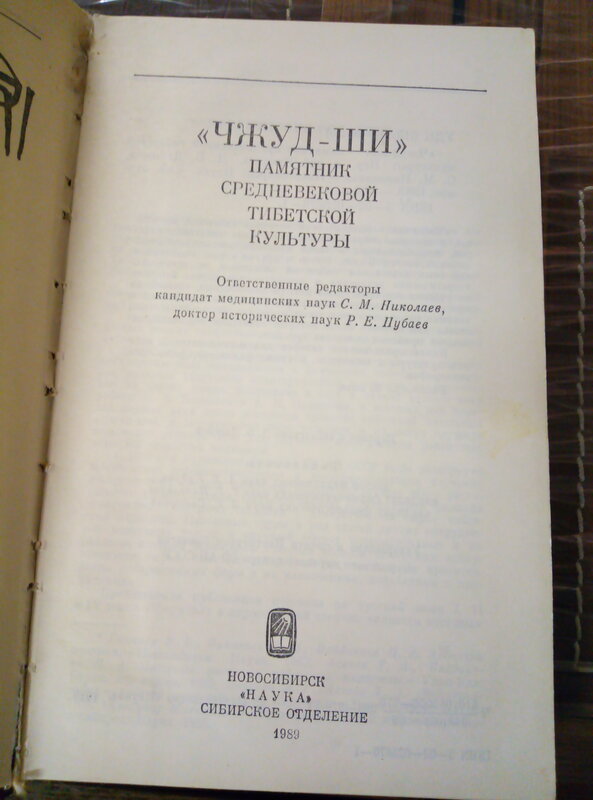 «ЧЖУД-ШИ»
ПАМЯТНИК
СРЕДНЕВЕКОВОЙ
ТИБЕТСКОЙ
КУЛЬТУРЫ
Ответственные редакторы
кандидат медицинских наук С. М. Николаев,
доктор исторических наук Р. Е. Пубаев
НОВОСИБИРСК
«НАУКА»
СИБИРСКОЕ ОТДЕЛЕНИЕ
1989